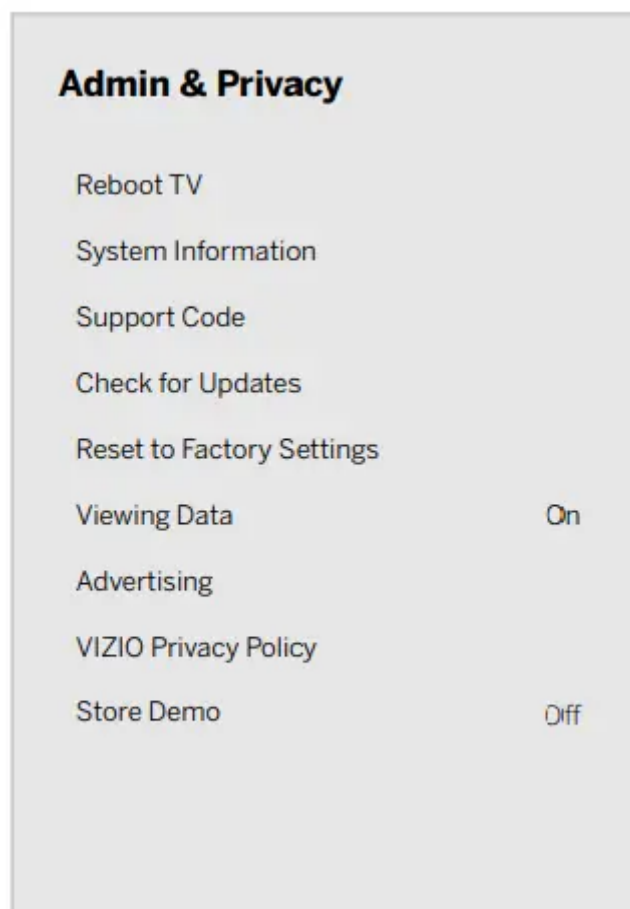 Admin & Privacy
Reboot TV
System Information
Support Code
Check for Updates
Reset to Factory Settings
Viewing Data On
Advertising
VIZIO Privacy Policy
Store Demo Off